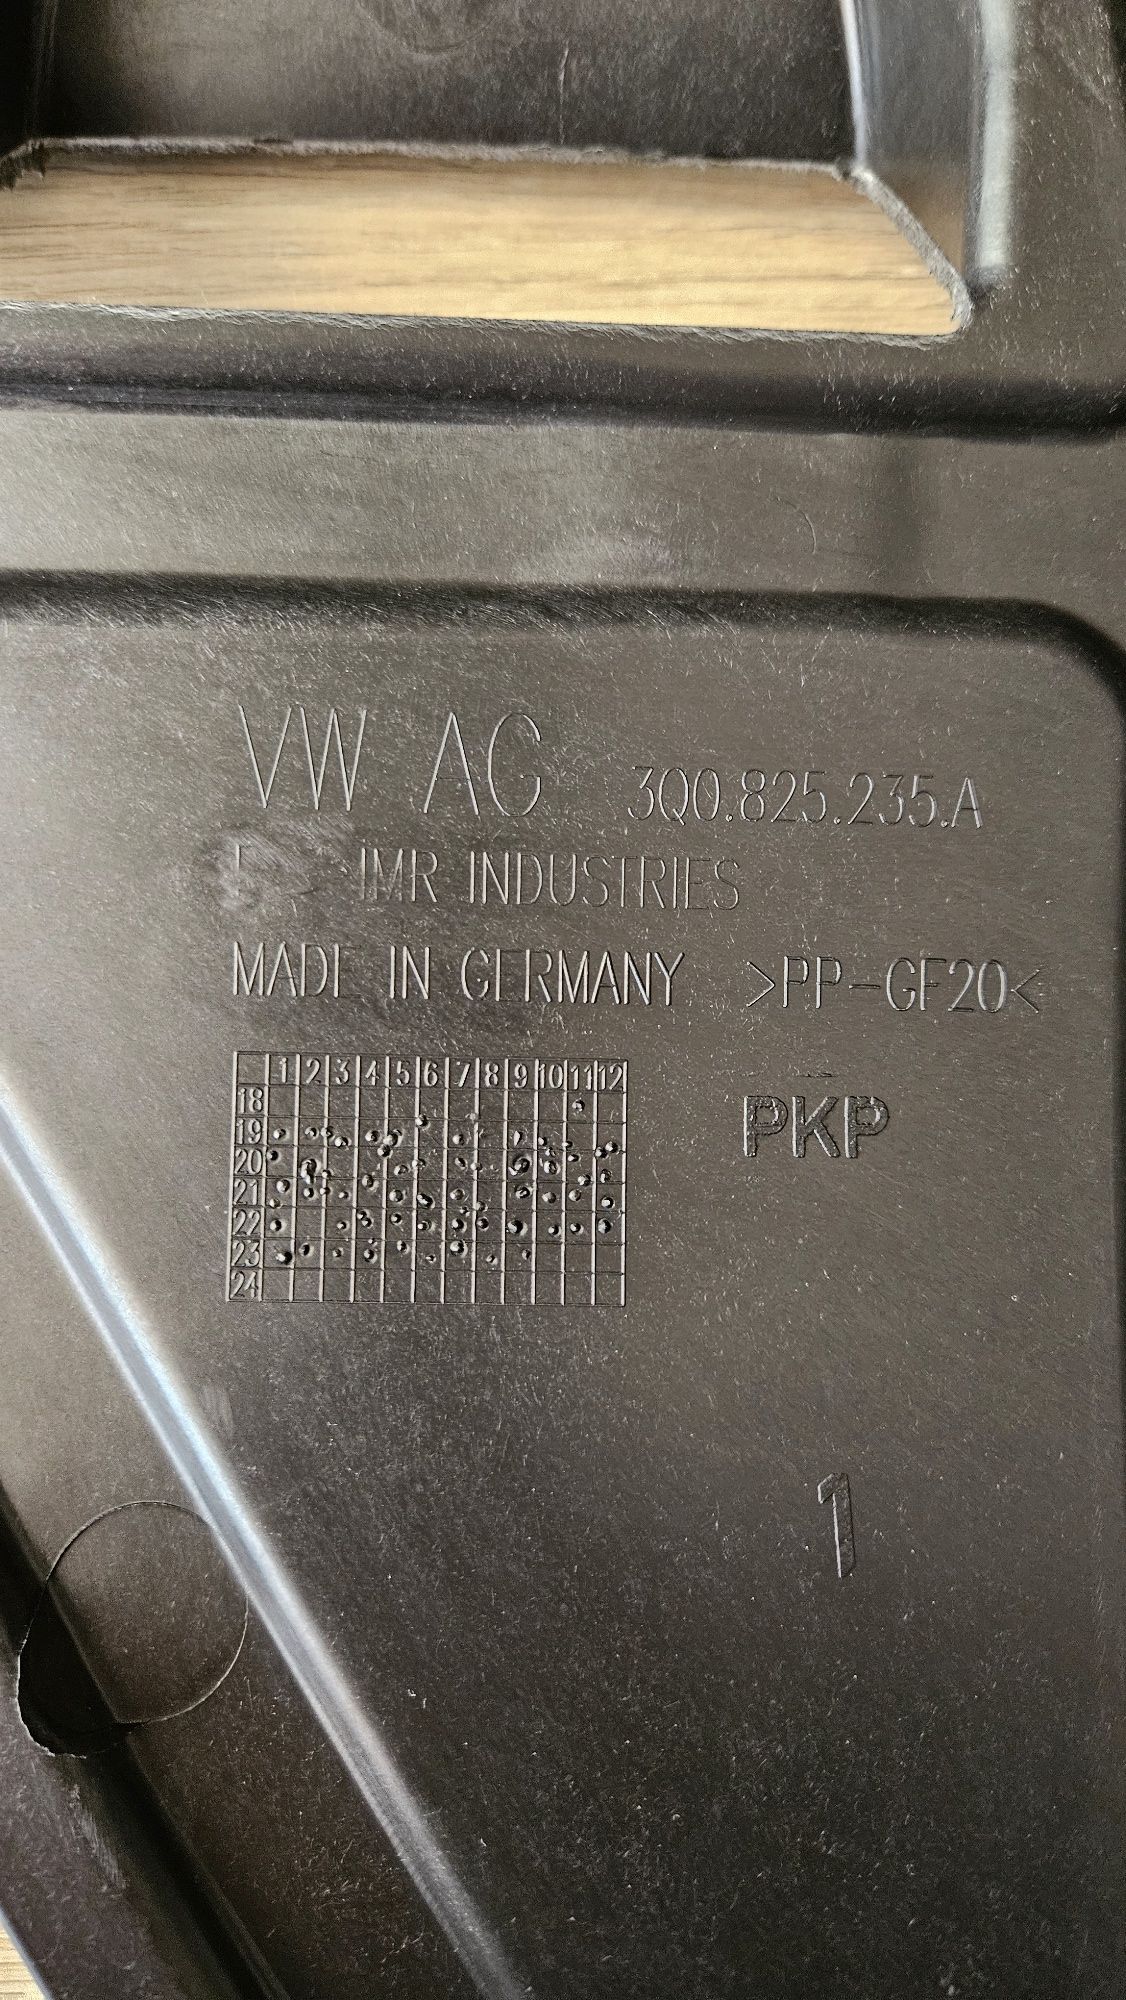 VW AG 3Q0.825.235.A
IMR INDUSTRIES
MADE IN GERMANY >PP-GF20<
1 2 3 4 5 6 7 8 9 10 11 12
18
19
20
21
22
23
24
PKP
1